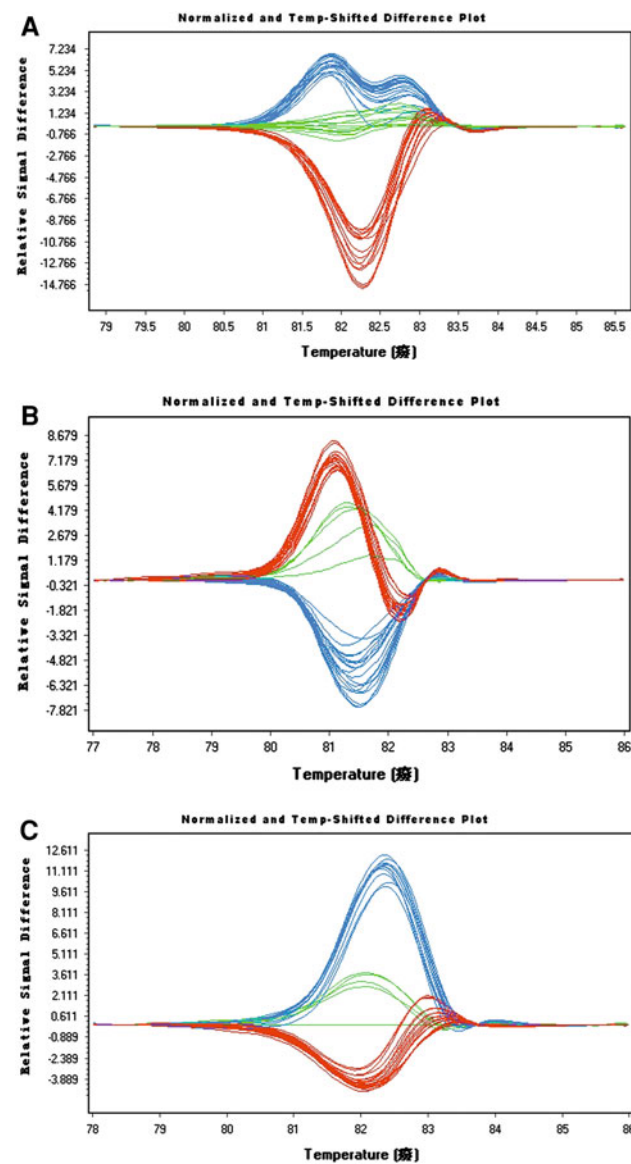 A
Normalized and Temp-Shifted Difference Plot
Relative Signal Difference
7.234
5.234
3.234
1.234
-0.766
-2.766
-4.766
-6.766
-8.766
-10.766
-12.766
-14.766
79 79.5 80 80.5 81 81.5 82 82.5 83 83.5 84 84.5 85 85.5
Temperature (癈)
B
Normalized and Temp-Shifted Difference Plot
Relative Signal Difference
8.679
7.179
5.679
4.179
2.679
1.179
-0.321
-1.821
-3.321
-4.821
-6.321
-7.821
77 78 79 80 81 82 83 84 85 86
Temperature (癈)
C
Normalized and Temp-Shifted Difference Plot
Relative Signal Difference
12.611
11.111
9.611
8.111
6.611
5.111
3.611
2.111
0.611
-0.889
-2.389
-3.889
78 79 80 81 82 83 84 85 86
Temperature (癈)